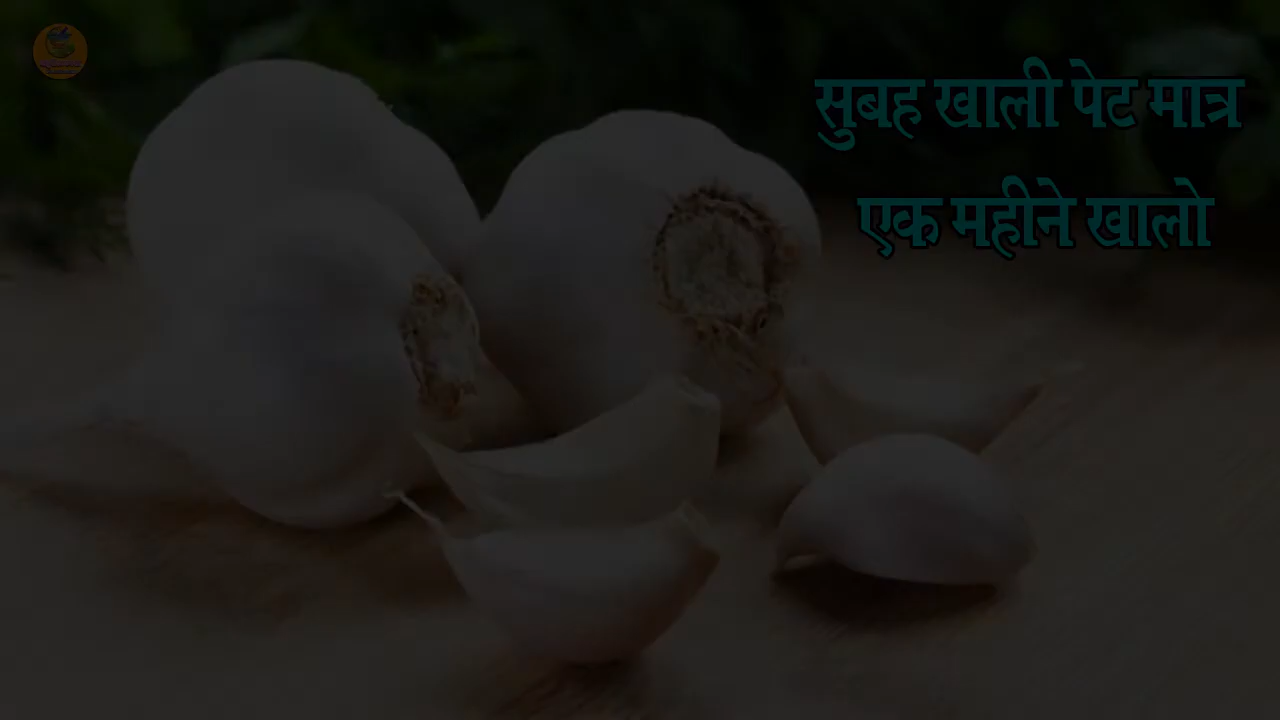 सुबह खाली पेट मात्र
एक महीने खालो